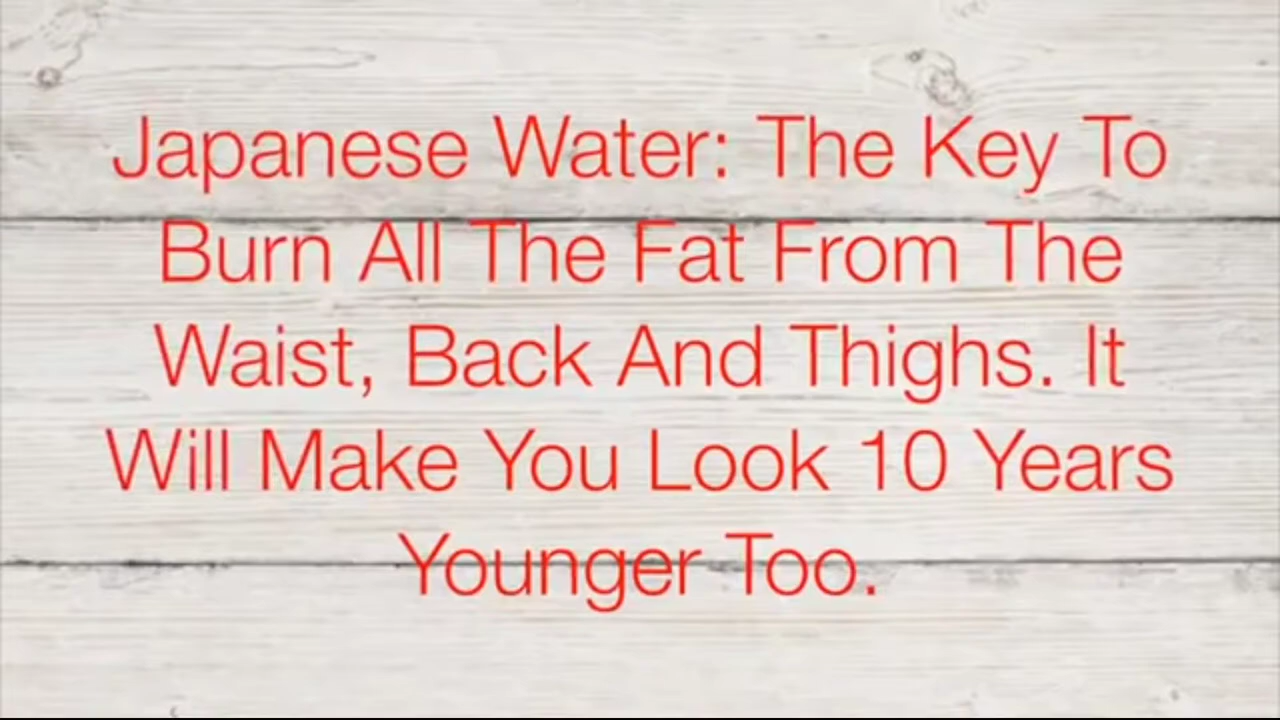 Japanese Water: The Key To
Burn All The Fat From The
Waist, Back And Thighs. It
Will Make You Look 10 Years
Younger Too.